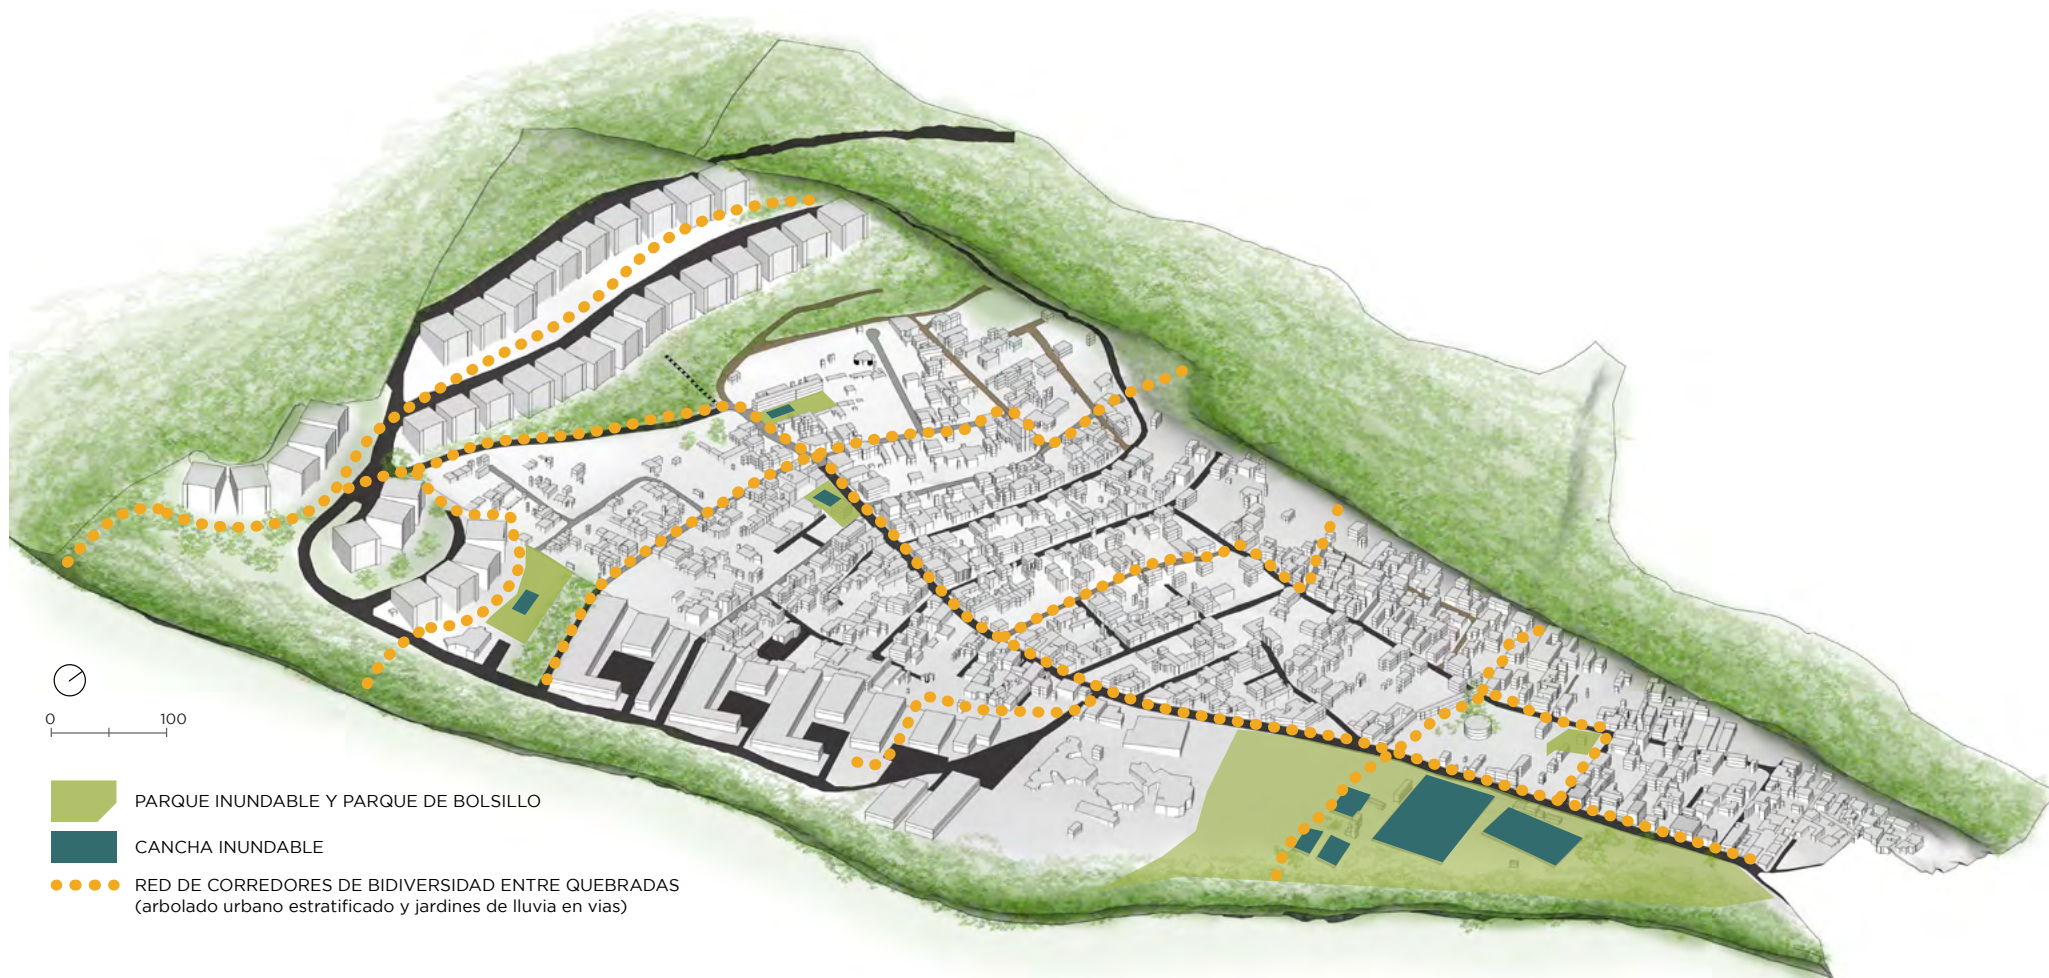 0 100
PARQUE INUNDABLE Y PARQUE DE BOLSILLO
CANCHA INUNDABLE
RED DE CORREDORES DE BIDIVERSIDAD ENTRE QUEBRADAS
(arbolado urbano estratificado y jardines de lluvia en vias)